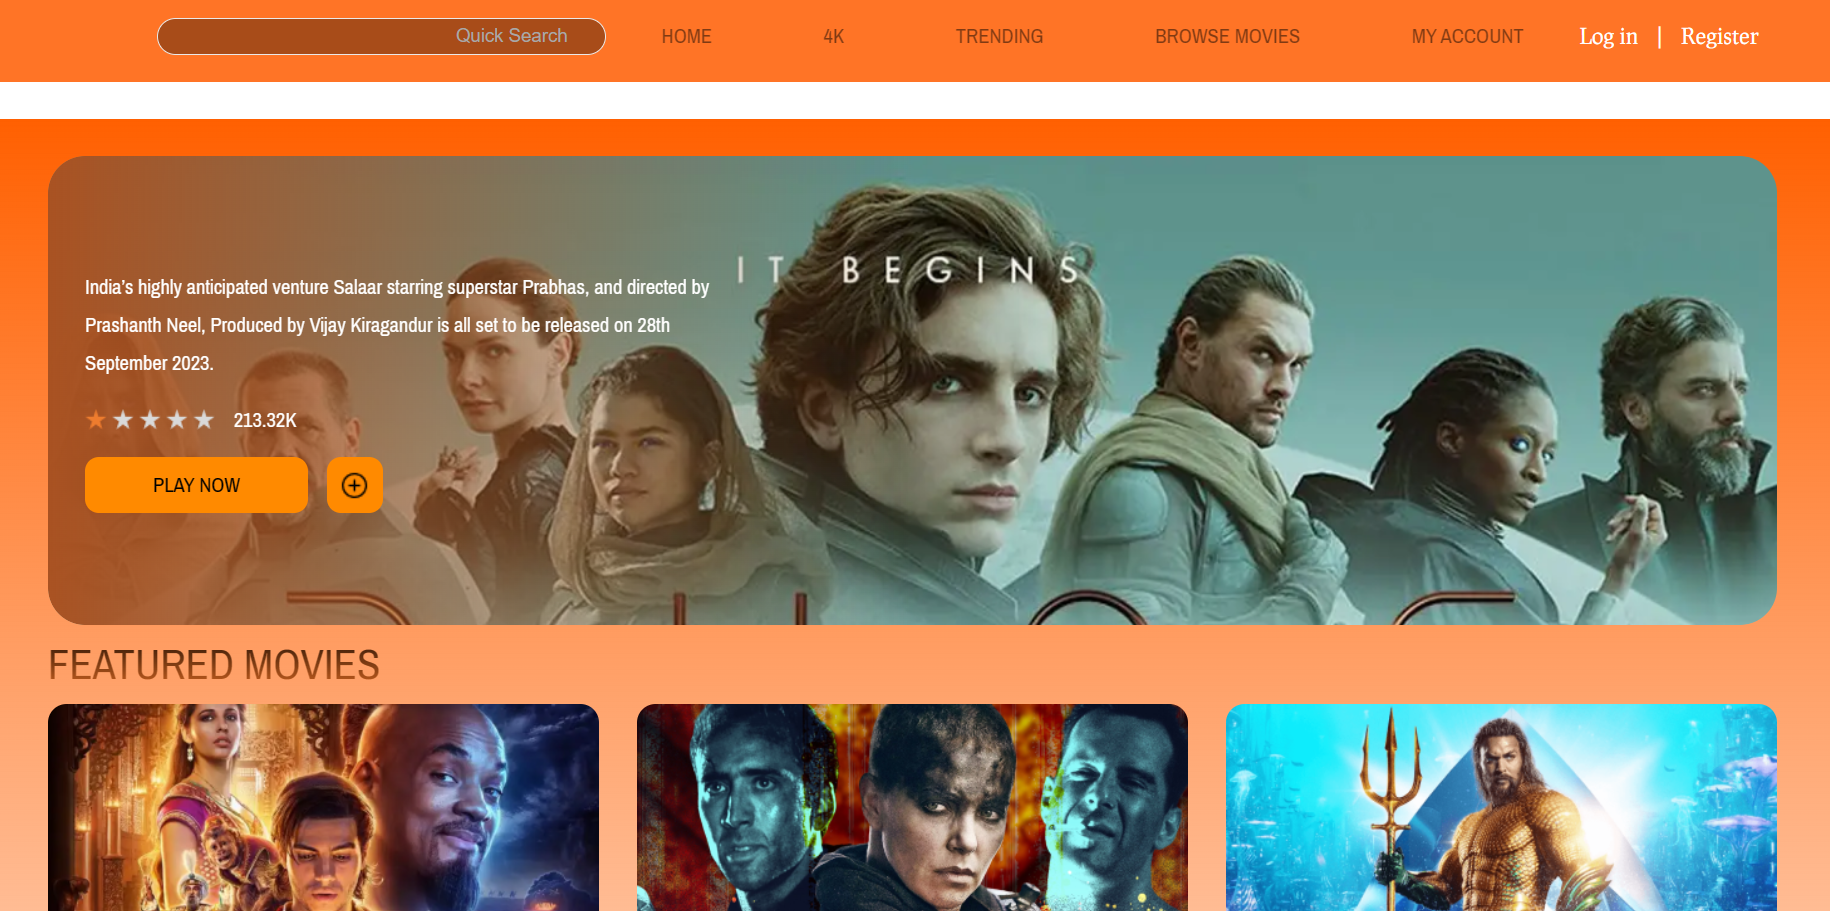 Quick Search HOME 4K TRENDING BROWSE MOVIES MY ACCOUNT Log in | Register
IT BEGINS
India’s highly anticipated venture Salaar starring superstar Prabhas, and directed by
Prashanth Neel, Produced by Vijay Kiragandur is all set to be released on 28th
September 2023.
213.32K
PLAY NOW
FEATURED MOVIES